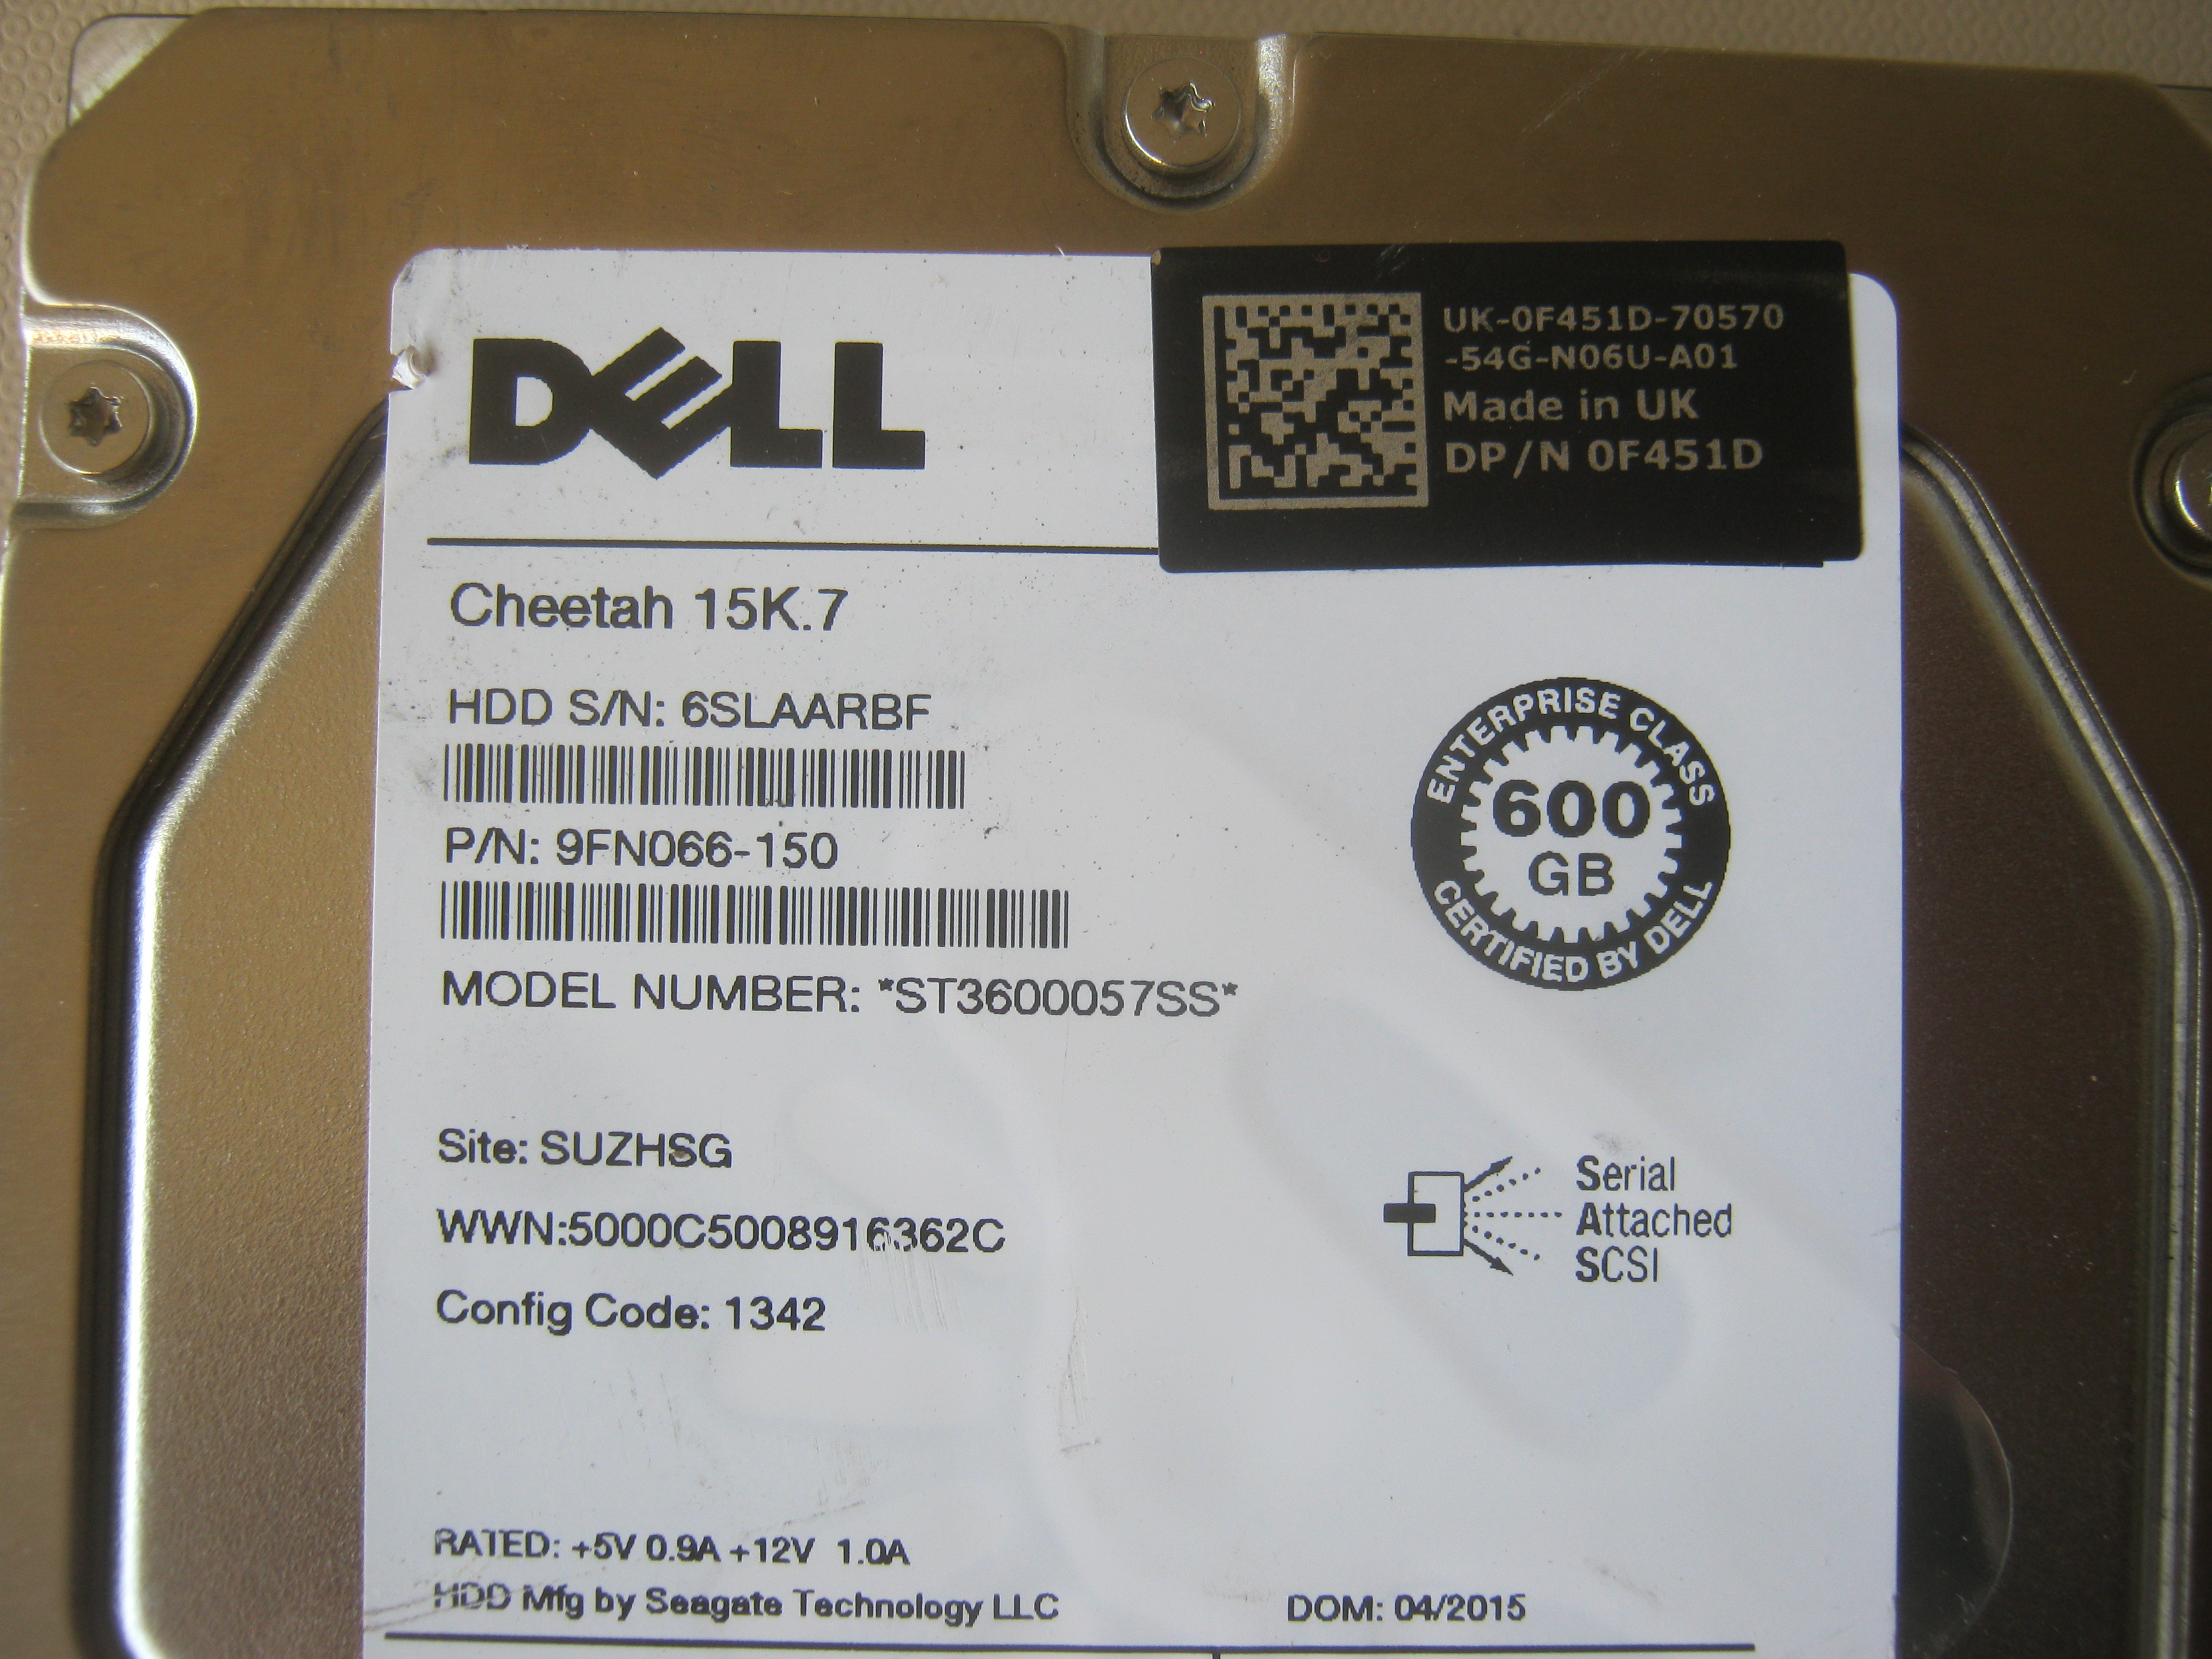 DELL
UK-0F451D-70570
-54G-N06U-A01
Made in UK
DP/N 0F451D
Cheetah 15K.7
HDD S/N: 6SLAARBF
P/N: 9FN066-150
MODEL NUMBER: *ST3600057SS*
ENTERPRISE CLASS
600
GB
CERTIFIED BY DELL
Site: SUZHSG
WWN:5000C5008916362C
Config Code: 1342
Serial
Attached
SCSI
RATED: +5V 0.9A +12V 1.0A
HDD Mfg by Seagate Technology LLC
DOM: 04/2015